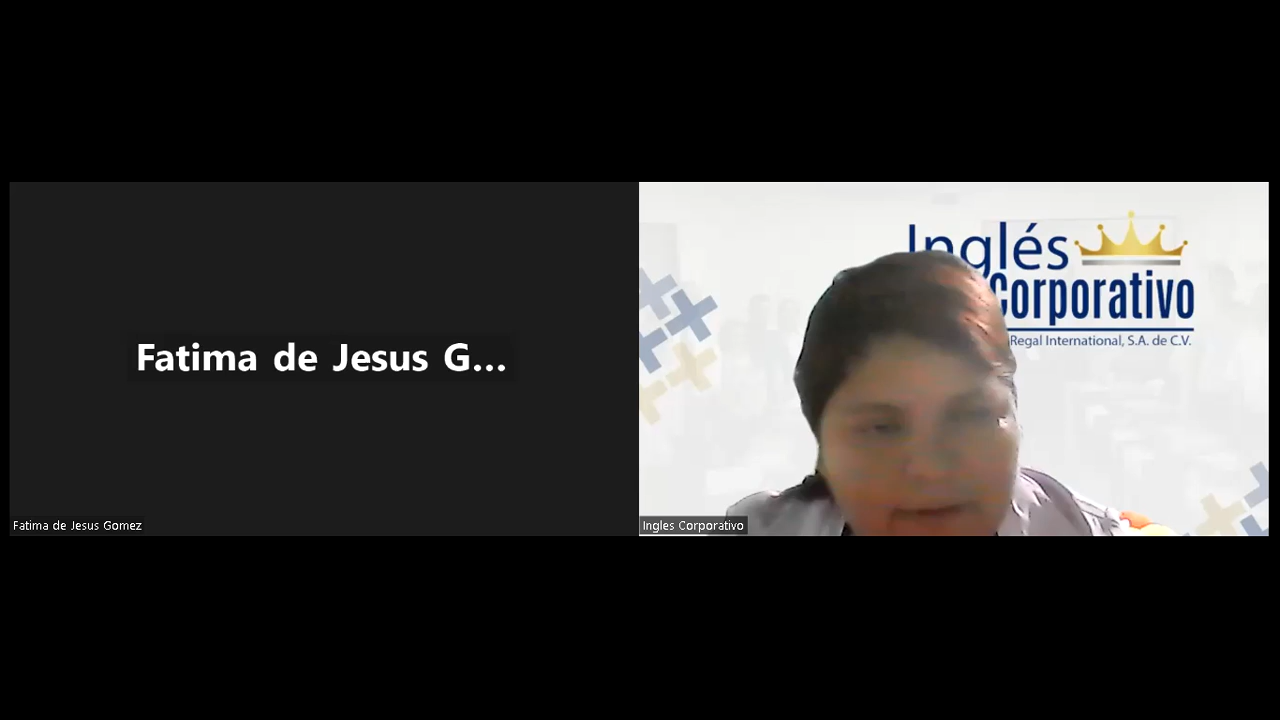 Fatima de Jesus G...
Fatima de Jesus Gomez
Inglés
Corporativo
Regal International, S.A. de C.V.
Ingles Corporativo